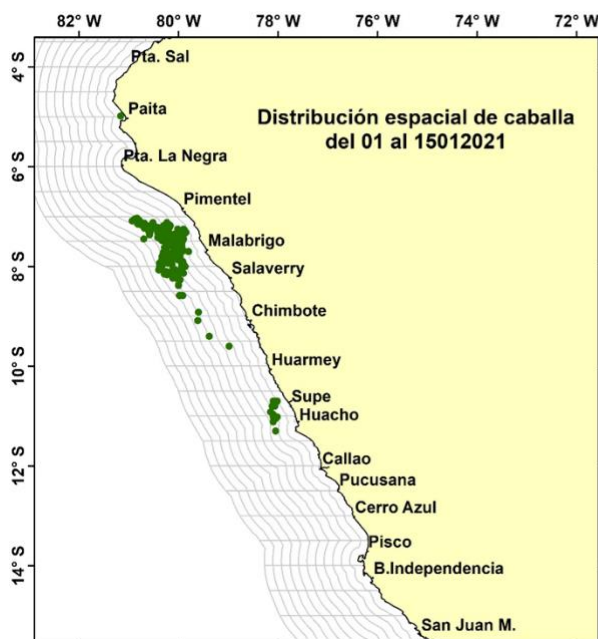 82° W
80° W
78° W
76° W
74° W
72° W
4° S
6° S
8° S
10° S
12° S
14° S
Pta. Sal
Paita
Distribución espacial de caballa
del 01 al 15012021
Pta. La Negra
Pimentel
Malabrigo
Salaverry
Chimbote
Huarmey
Supe
Huacho
Callao
Pucusana
Cerro Azul
Pisco
B.Independencia
San Juan M.